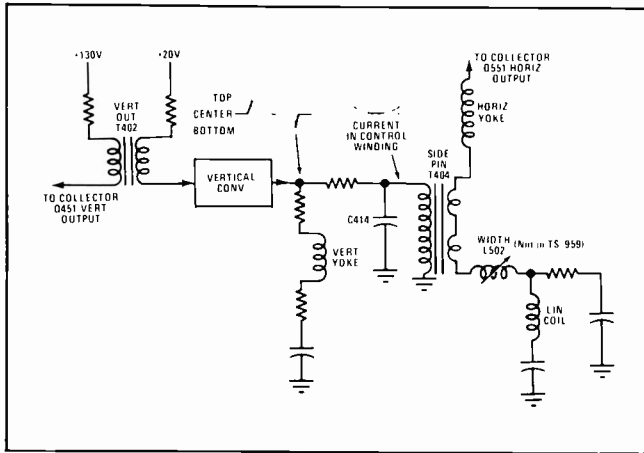 +130V
+20V
VERT
OUT
T402
TOP
CENTER
BOTTOM
TO COLLECTOR
Q451 VERT
OUTPUT
VERTICAL
CONV
CURRENT
IN CONTROL
WINDING
C414
VERT
YOKE
TO COLLECTOR
Q551 HORIZ
OUTPUT
HORIZ
YOKE
SIDE
PIN
T404
WIDTH
L502
(Not in TS 959)
LIN
COIL